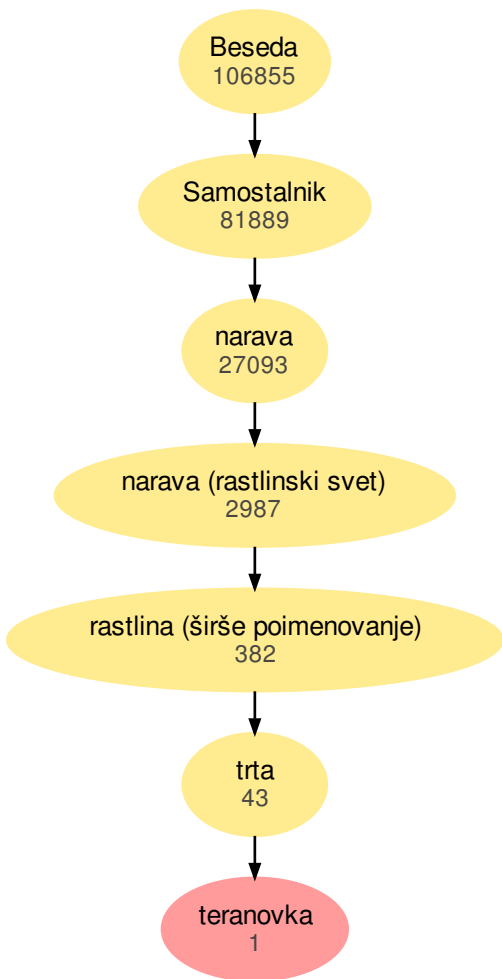 Beseda
106855
Samostalnik
81889
narava
27093
narava (rastlinski svet)
2987
rastlina (širše poimenovanje)
382
trta
43
teranovka
1